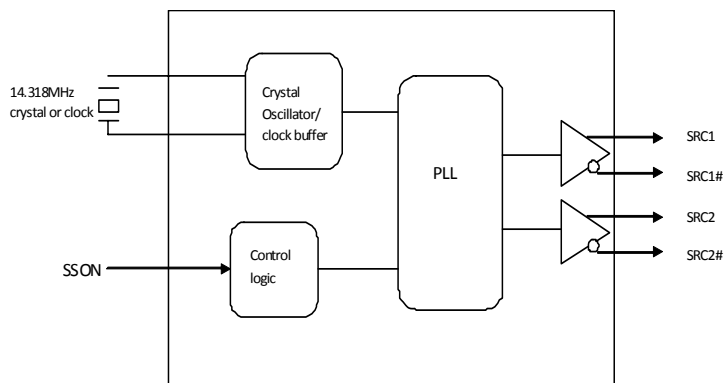 14.318MHz
crystal or clock
Crystal
Oscillator/
clock buffer
PLL
SRC1
SRC1#
SRC2
SRC2#
SSON
Control
logic